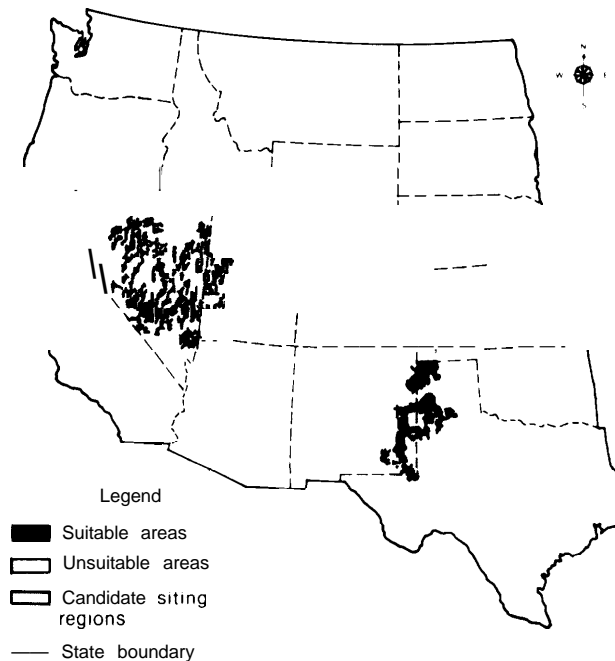 N
W E
S
Legend
Suitable areas
Unsuitable areas
Candidate siting
regions
State boundary